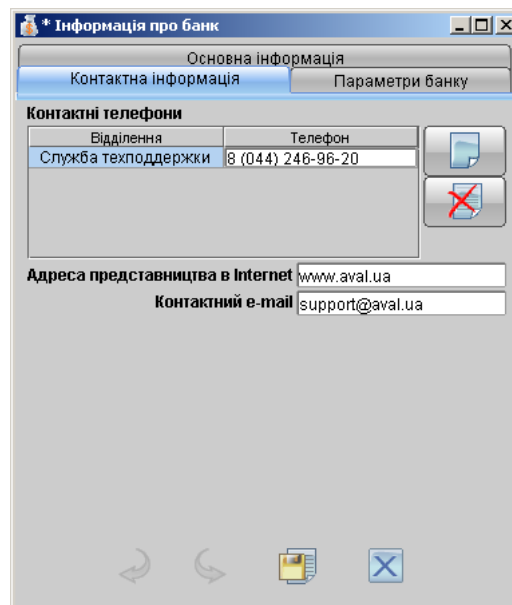 * Інформація про банк
Основна інформація
Контактна інформація Параметри банку
Контактні телефони
Відділення Телефон
Служба техподдержки 8 (044) 246-96-20
Адреса представництва в Internet www.aval.ua
Контактний e-mail support@aval.ua